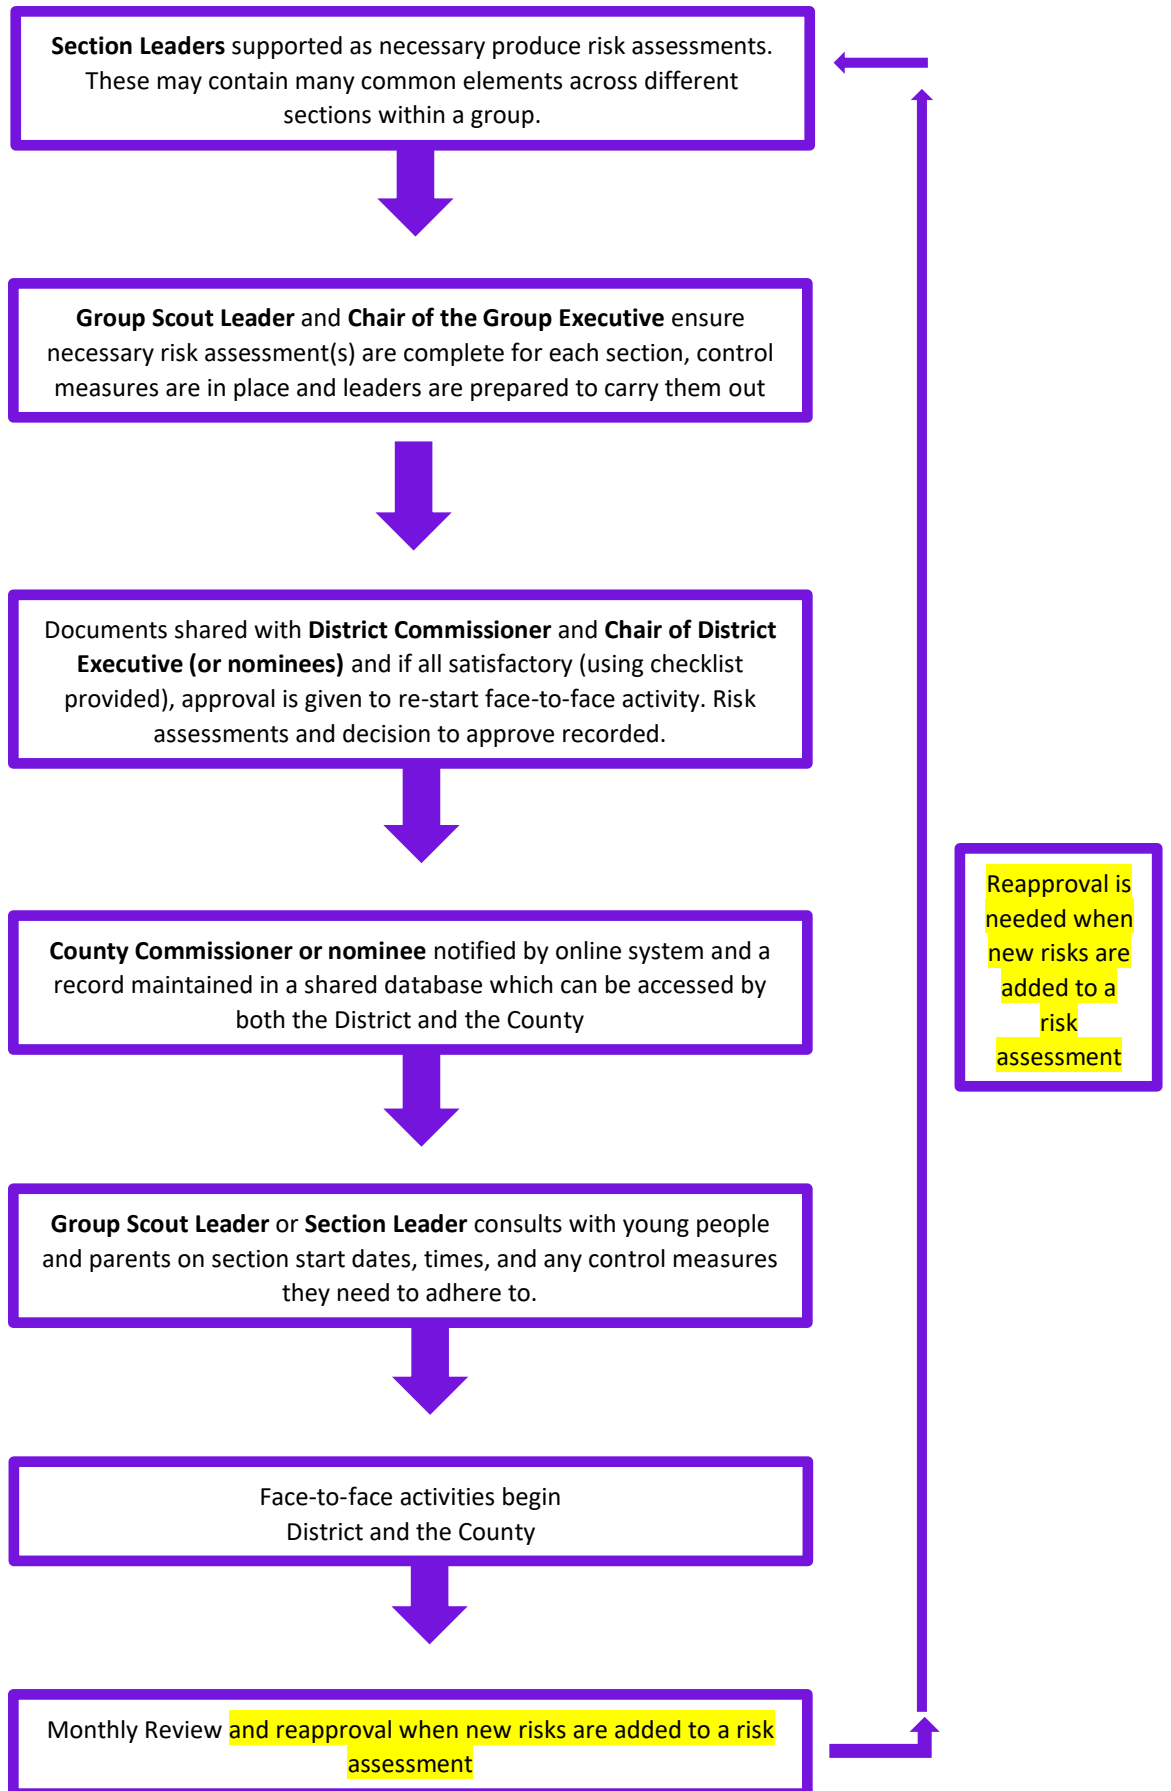 Section Leaders supported as necessary produce risk assessments.
These may contain many common elements across different
sections within a group.
Group Scout Leader and Chair of the Group Executive ensure
necessary risk assessment(s) are complete for each section, control
measures are in place and leaders are prepared to carry them out
Documents shared with District Commissioner and Chair of District
Executive (or nominees) and if all satisfactory (using checklist
provided), approval is given to re-start face-to-face activity. Risk
assessments and decision to approve recorded.
County Commissioner or nominee notified by online system and a
record maintained in a shared database which can be accessed by
both the District and the County
Group Scout Leader or Section Leader consults with young people
and parents on section start dates, times, and any control measures
they need to adhere to.
Face-to-face activities begin
District and the County
Monthly Review and reapproval when new risks are added to a risk
assessment
Reapproval is
needed when
new risks are
added to a
risk
assessment